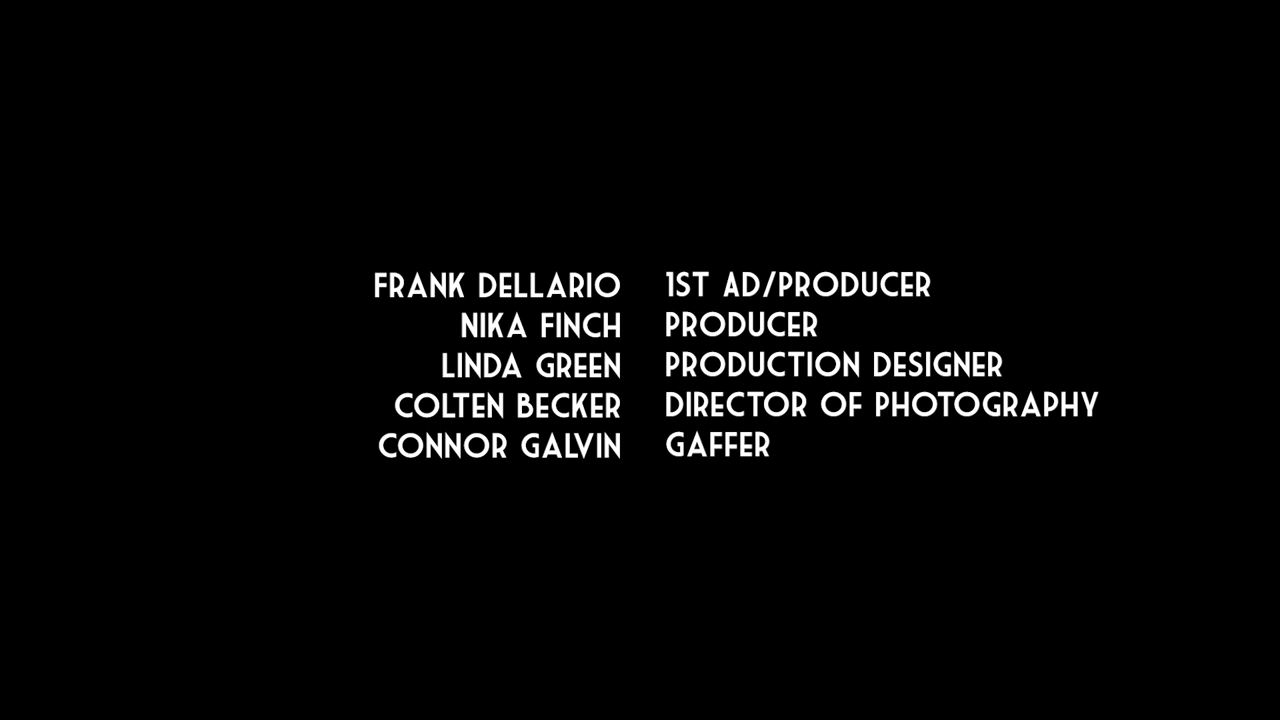 FRANK DELLARIO 1ST AD/PRODUCER
NIKA FINCH PRODUCER
LINDA GREEN PRODUCTION DESIGNER
COLTEN BECKER DIRECTOR OF PHOTOGRAPHY
CONNOR GALVIN GAFFER